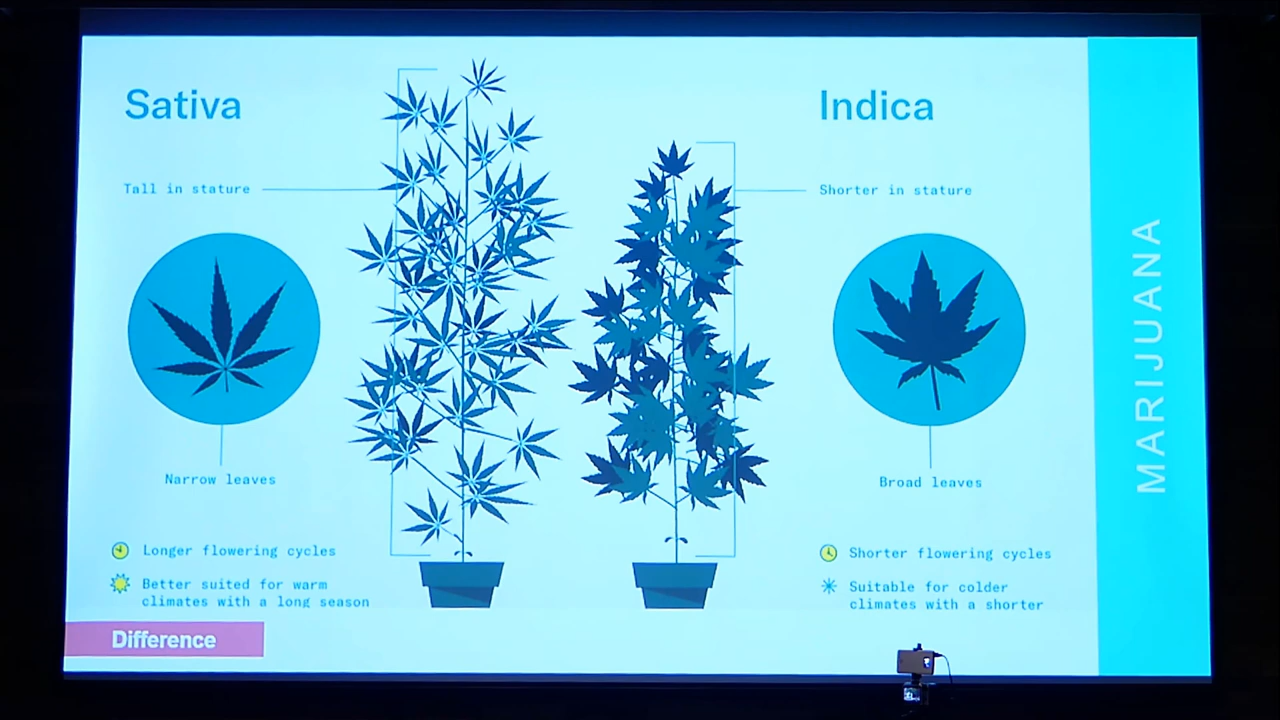 Sativa
Tall in stature
Narrow leaves
Longer flowering cycles
Better suited for warm
climates with a long season
Indica
Shorter in stature
Broad leaves
Shorter flowering cycles
Suitable for colder
climates with a shorter
Difference
MARIJUANA